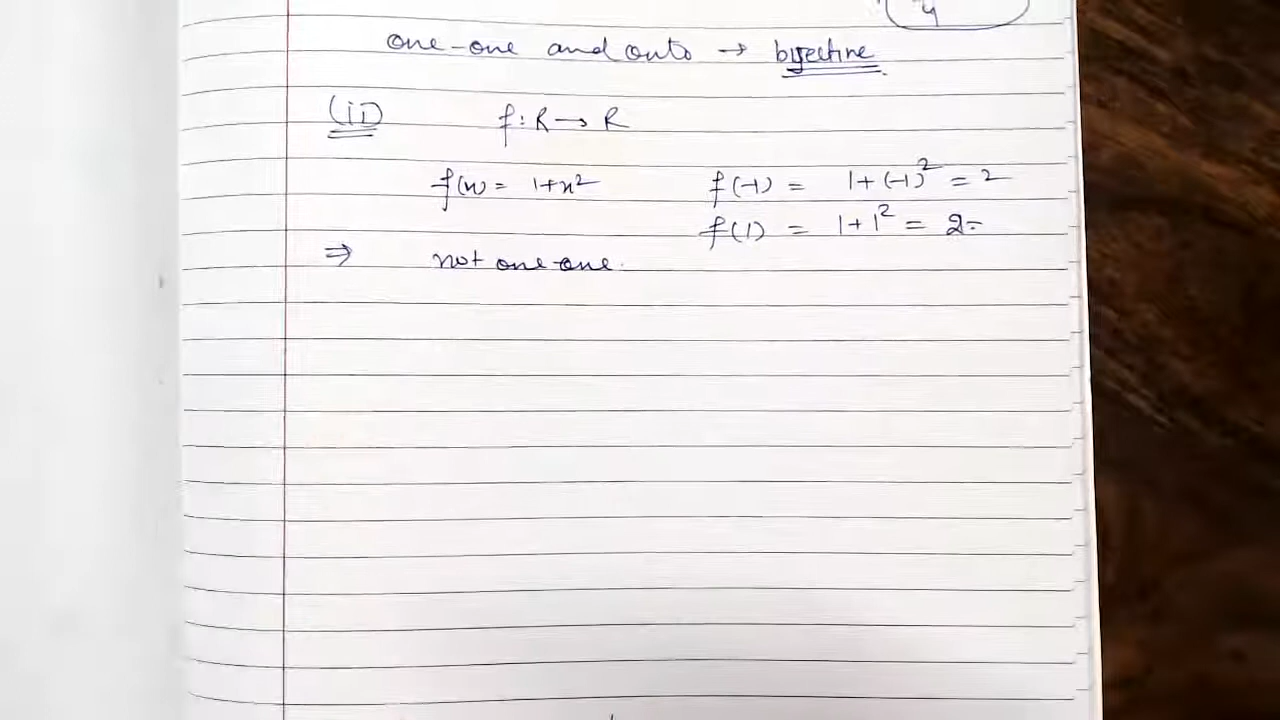 y
one-one and onto → bijective
(ii) f: R → R
f(x) = 1+x² f(-1) = 1+(-1)² = 2
f(1) = 1+1² = 2
⇒ not one-one.